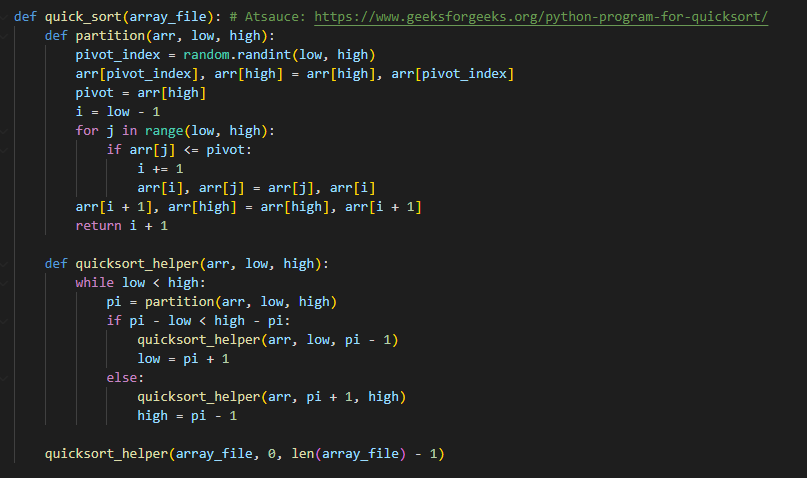 def quick_sort(array_file): # Atsauce: https://www.geeksforgeeks.org/python-program-for-quicksort/
    def partition(arr, low, high):
        pivot_index = random.randint(low, high)
        arr[pivot_index], arr[high] = arr[high], arr[pivot_index]
        pivot = arr[high]
        i = low - 1
        for j in range(low, high):
            if arr[j] <= pivot:
                i += 1
                arr[i], arr[j] = arr[j], arr[i]
        arr[i + 1], arr[high] = arr[high], arr[i + 1]
        return i + 1

    def quicksort_helper(arr, low, high):
        while low < high:
            pi = partition(arr, low, high)
            if pi - low < high - pi:
                quicksort_helper(arr, low, pi - 1)
                low = pi + 1
            else:
                quicksort_helper(arr, pi + 1, high)
                high = pi - 1

    quicksort_helper(array_file, 0, len(array_file) - 1)